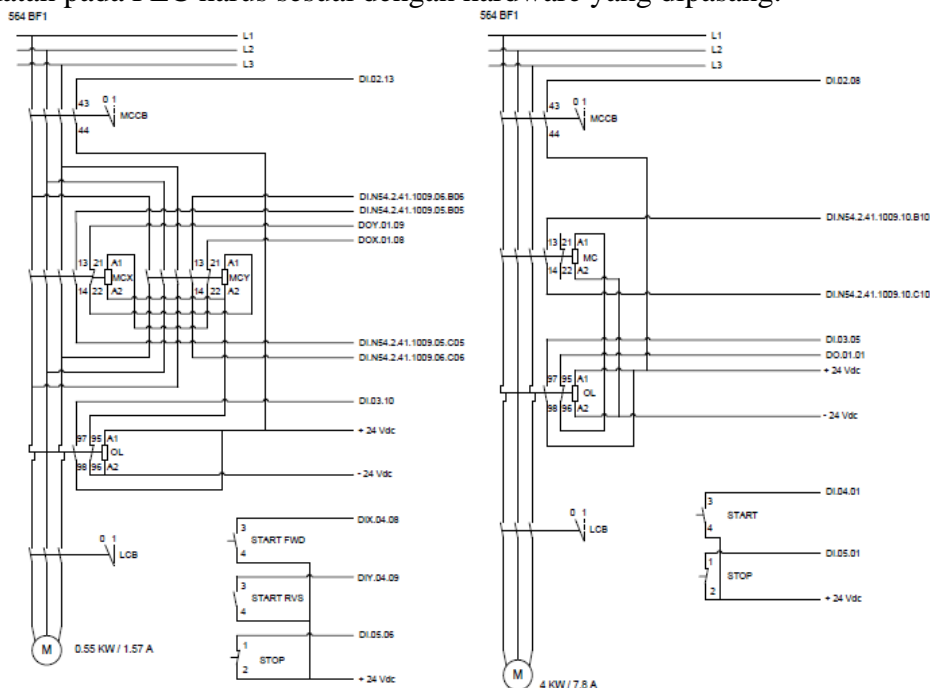 pada PLC harus sesuai dengan hardware yang dipasang.
564 BF1
L1
L2
L3
DI.02.13
43
0 1
MCCB
44
DI.N54.2.41.1009.06.B06
DI.N54.2.41.1009.05.B05
DOY.01.09
DOX.01.08
13 21 A1
MCX
14 22 A2
13 21 A1
MCY
14 22 A2
DI.N54.2.41.1009.05.C05
DI.N54.2.41.1009.06.C06
DI.03.10
+ 24 Vdc
97 95 A1
OL
98 96 A2
- 24 Vdc
0 1
LCB
DIX.04.08
3
START FWD
4
DIY.04.09
3
START RVS
4
DI.05.06
1
STOP
2
+ 24 Vdc
M
0.55 KW / 1.57 A
564 BF1
L1
L2
L3
DI.02.08
43
0 1
MCCB
44
DI.N54.2.41.1009.10.B10
13 21 A1
MC
14 22 A2
DI.N54.2.41.1009.10.C10
DI.03.05
DO.01.01
+ 24 Vdc
97 95 A1
OL
98 96 A2
- 24 Vdc
DI.04.01
3
START
4
0 1
LCB
DI.05.01
1
STOP
2
+ 24 Vdc
M
4 KW / 7.8 A